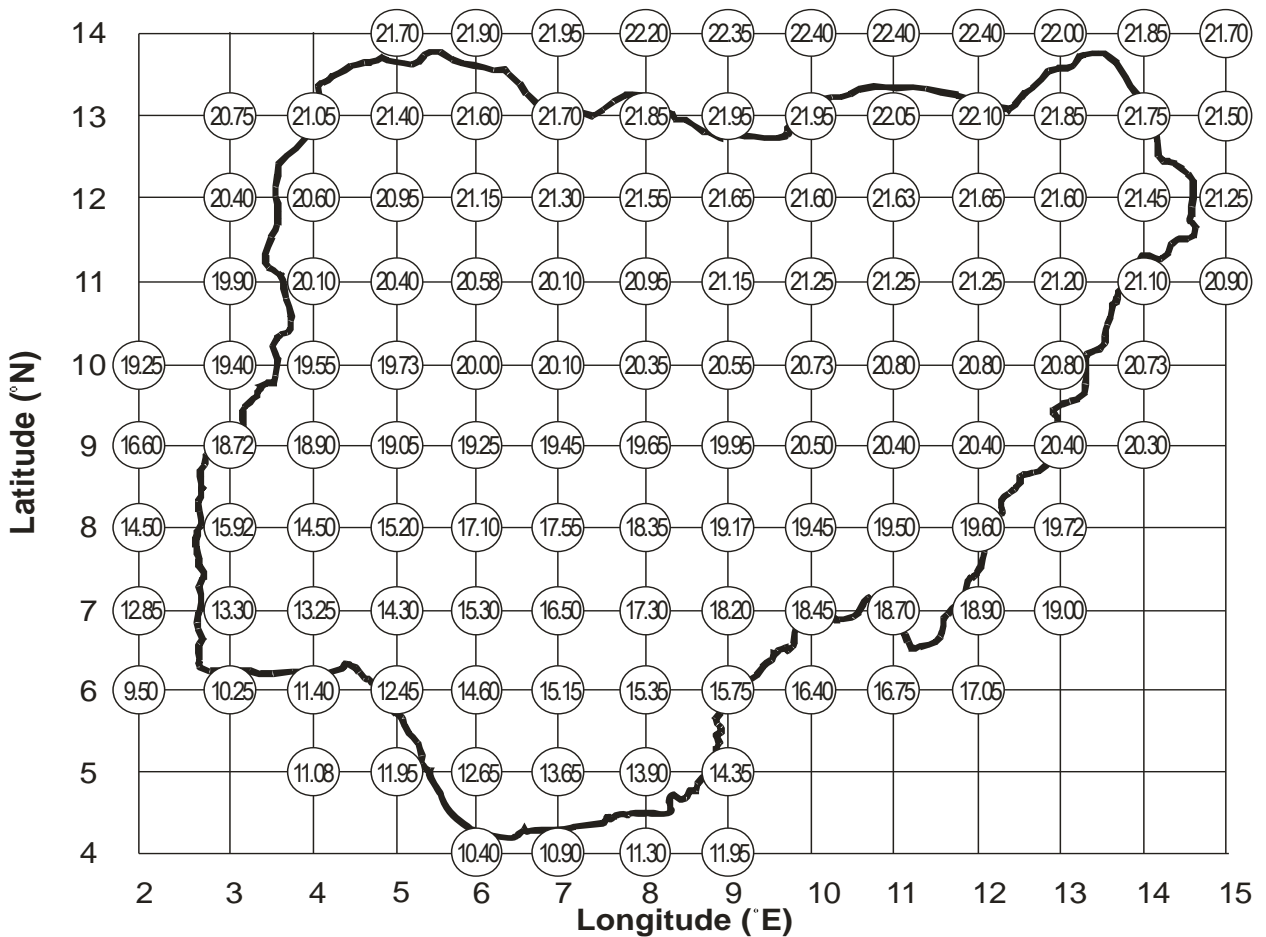 14 21.70 21.90 21.95 22.20 22.35 22.40 22.40 22.40 22.00 21.85 21.70
13 20.75 21.05 21.40 21.60 21.70 21.85 21.95 21.95 22.05 22.10 21.85 21.75 21.50
12 20.40 20.60 20.95 21.15 21.30 21.55 21.65 21.60 21.63 21.65 21.60 21.45 21.25
11 19.90 20.10 20.40 20.58 20.10 20.95 21.15 21.25 21.25 21.25 21.20 21.10 20.90
10 19.25 19.40 19.55 19.73 20.00 20.10 20.35 20.55 20.73 20.80 20.80 20.80 20.73
9 16.60 18.72 18.90 19.05 19.25 19.45 19.65 19.95 20.50 20.40 20.40 20.40 20.30
8 14.50 15.92 14.50 15.20 17.10 17.55 18.35 19.17 19.45 19.50 19.60 19.72
7 12.85 13.30 13.25 14.30 15.30 16.50 17.30 18.20 18.45 18.70 18.90 19.00
6 9.50 10.25 11.40 12.45 14.60 15.15 15.35 15.75 16.40 16.75 17.05
5 11.08 11.95 12.65 13.65 13.90 14.35
4 10.40 10.90 11.30 11.95
2 3 4 5 6 7 8 9 10 11 12 13 14 15
Longitude (°E)
Latitude (°N)